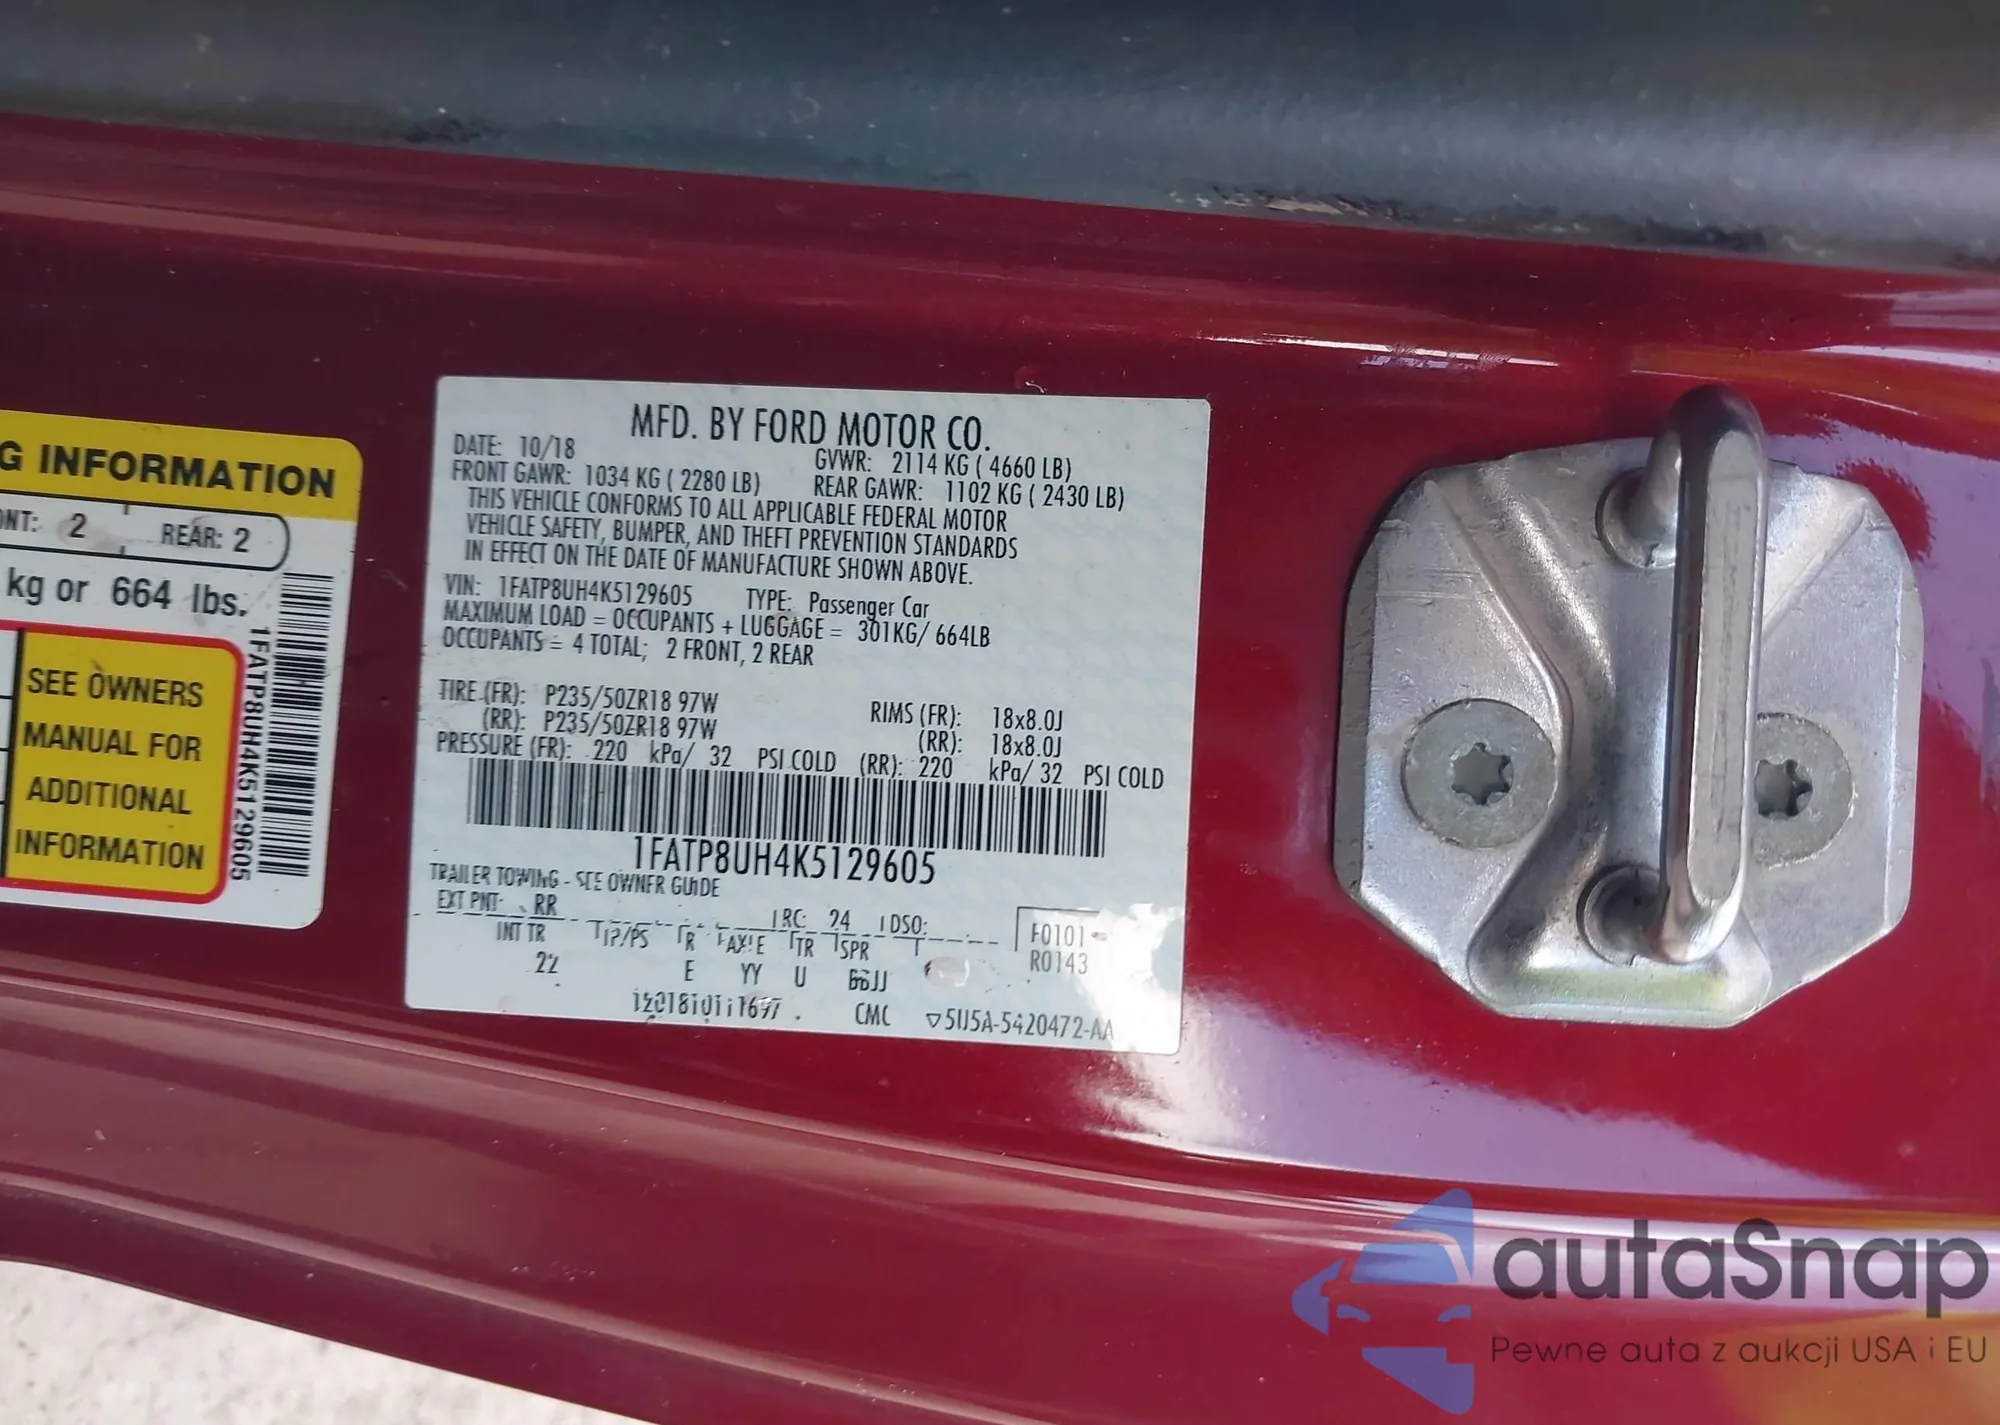 G INFORMATION
NT: 2 REAR: 2
kg or 664 lbs.
SEE OWNERS
MANUAL FOR
ADDITIONAL
INFORMATION
1FATP8UH4K5129605
MFD. BY FORD MOTOR CO.
DATE: 10/18 GVWR: 2114 KG ( 4660 LB)
FRONT GAWR: 1034 KG ( 2280 LB) REAR GAWR: 1102 KG ( 2430 LB)
THIS VEHICLE CONFORMS TO ALL APPLICABLE FEDERAL MOTOR
VEHICLE SAFETY, BUMPER, AND THEFT PREVENTION STANDARDS
IN EFFECT ON THE DATE OF MANUFACTURE SHOWN ABOVE.
VIN: 1FATP8UH4K5129605 TYPE: Passenger Car
MAXIMUM LOAD = OCCUPANTS + LUGGAGE = 301KG/ 664LB
OCCUPANTS = 4 TOTAL; 2 FRONT, 2 REAR
TIRE (FR): P235/50ZR18 97W RIMS (FR): 18x8.0J
(RR): P235/50ZR18 97W (RR): 18x8.0J
PRESSURE (FR): 220 kPa/ 32 PSI COLD (RR): 220 kPa/ 32 PSI COLD
1FATP8UH4K5129605
TRAILER TOWING - SEE OWNER GUIDE
EXT PNT: RR RC: 24 DSO:
INT TR TP/PS R AXLE TR SPR F0101
22 E YY U R0143
CMC 5U5A-5420472-AA
autaSnap
Pewne auta z aukcji USA i EU